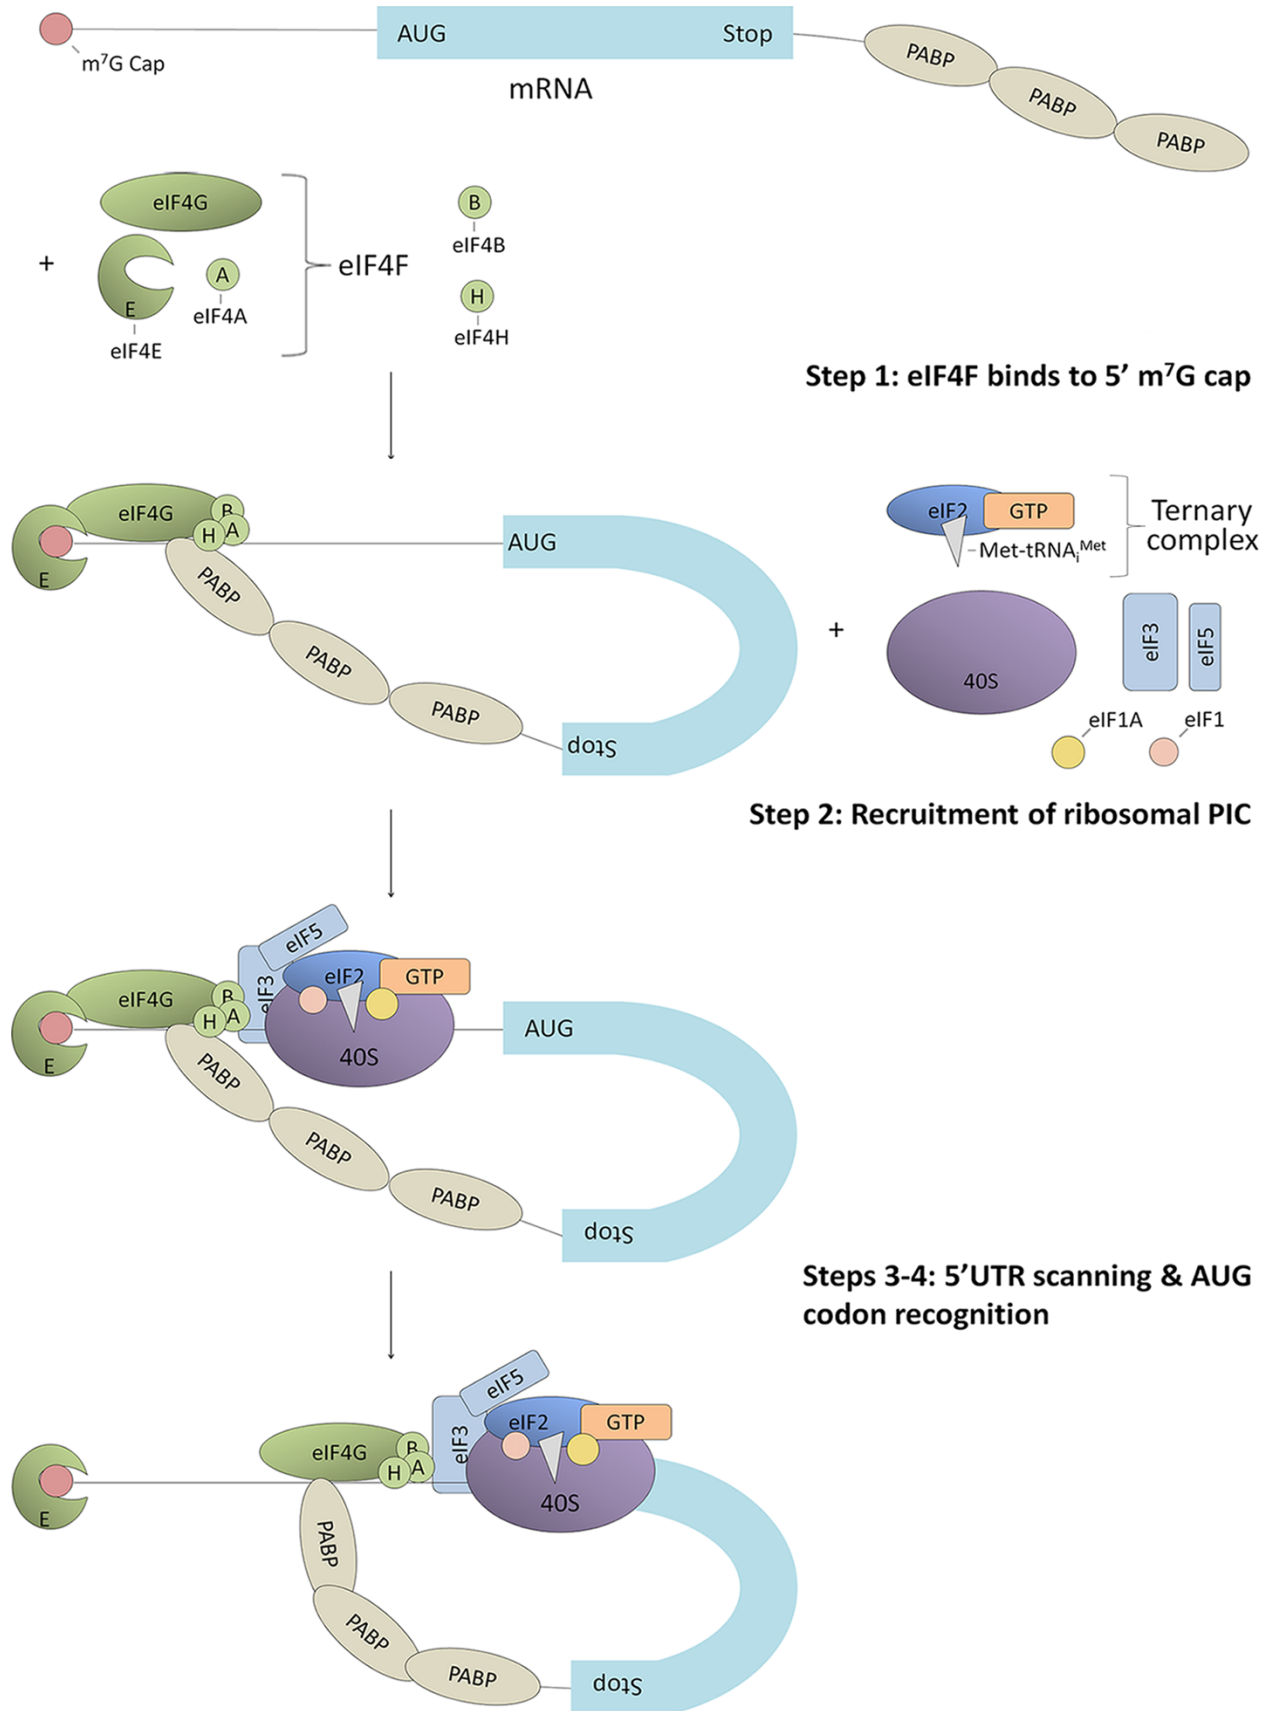 AUG
Stop
m⁷G Cap
mRNA
PABP
PABP
PABP
eIF4G
+
E
eIF4E
A
eIF4A
eIF4F
B
eIF4B
H
eIF4H
Step 1: eIF4F binds to 5’ m⁷G cap
eIF4G
B
H
A
E
AUG
PABP
PABP
PABP
Stop
+
eIF2
GTP
Met-tRNAᵢᴹᵉᵗ
Ternary
complex
40S
eIF3
eIF5
eIF1A
eIF1
Step 2: Recruitment of ribosomal PIC
eIF5
eIF3
eIF2
GTP
eIF4G
B
H
A
E
40S
AUG
PABP
PABP
PABP
Stop
Steps 3-4: 5’UTR scanning & AUG
codon recognition
eIF5
eIF3
eIF2
GTP
eIF4G
B
H
A
E
40S
PABP
PABP
PABP
Stop